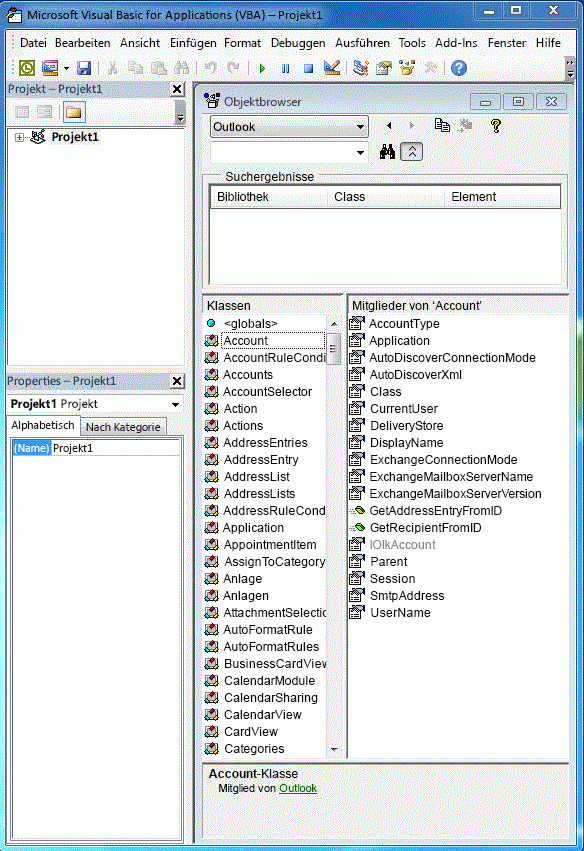 Microsoft Visual Basic for Applications (VBA) – Projekt1
Datei Bearbeiten Ansicht Einfügen Format Debuggen Ausführen Tools Add-Ins Fenster Hilfe
Projekt – Projekt1
Projekt1
Properties – Projekt1
Projekt1 Projekt
Alphabetisch Nach Kategorie
(Name) Projekt1
Objektbrowser
Outlook
Suchergebnisse
Bibliothek Class Element
Klassen
<globals>
Account
AccountRuleCondi
Accounts
AccountSelector
Action
Actions
AddressEntries
AddressEntry
AddressList
AddressLists
AddressRuleCond
Application
AppointmentItem
AssignToCategory
Anlage
Anlagen
AttachmentSelectic
AutoFormatRule
AutoFormatRules
BusinessCardView
CalendarModule
CalendarSharing
CalendarView
CardView
Categories
Mitglieder von 'Account'
AccountType
Application
AutoDiscoverConnectionMode
AutoDiscoverXml
Class
CurrentUser
DeliveryStore
DisplayName
ExchangeConnectionMode
ExchangeMailboxServerName
ExchangeMailboxServerVersion
GetAddressEntryFromID
GetRecipientFromID
IOlkAccount
Parent
Session
SmtpAddress
UserName
Account-Klasse
Mitglied von Outlook